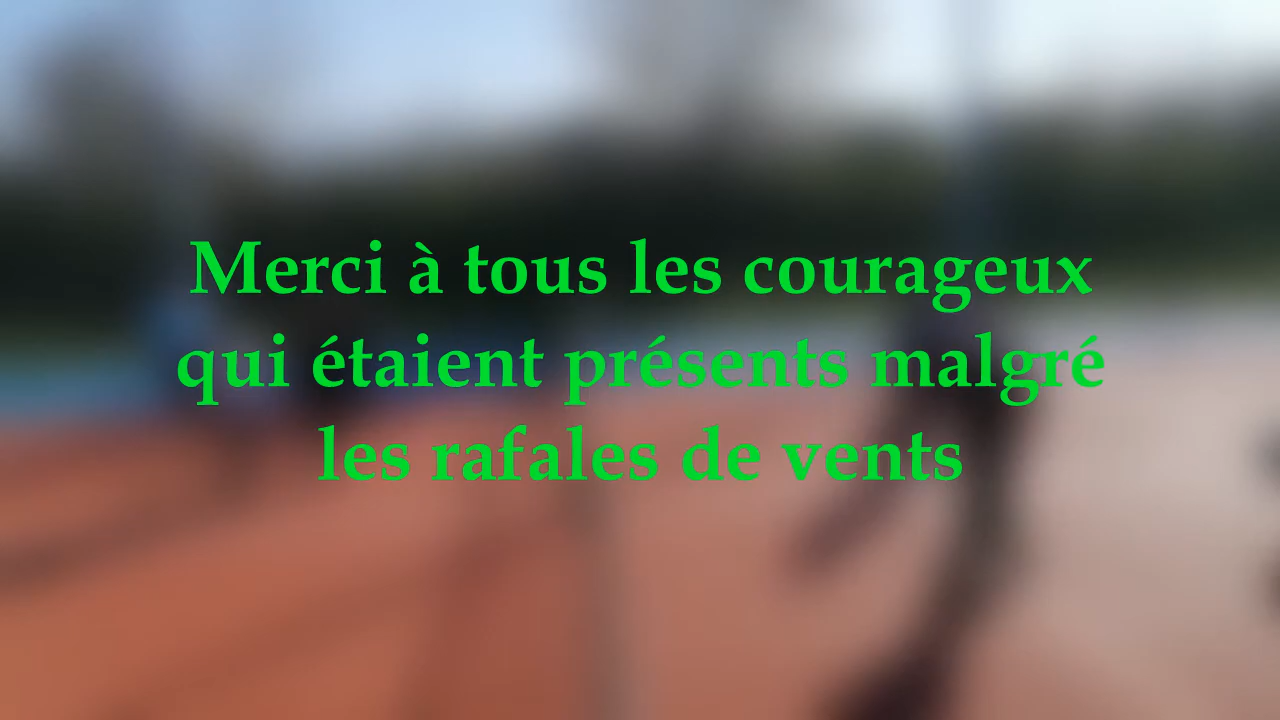 Merci à tous les courageux
qui étaient présents malgré
les rafales de vents